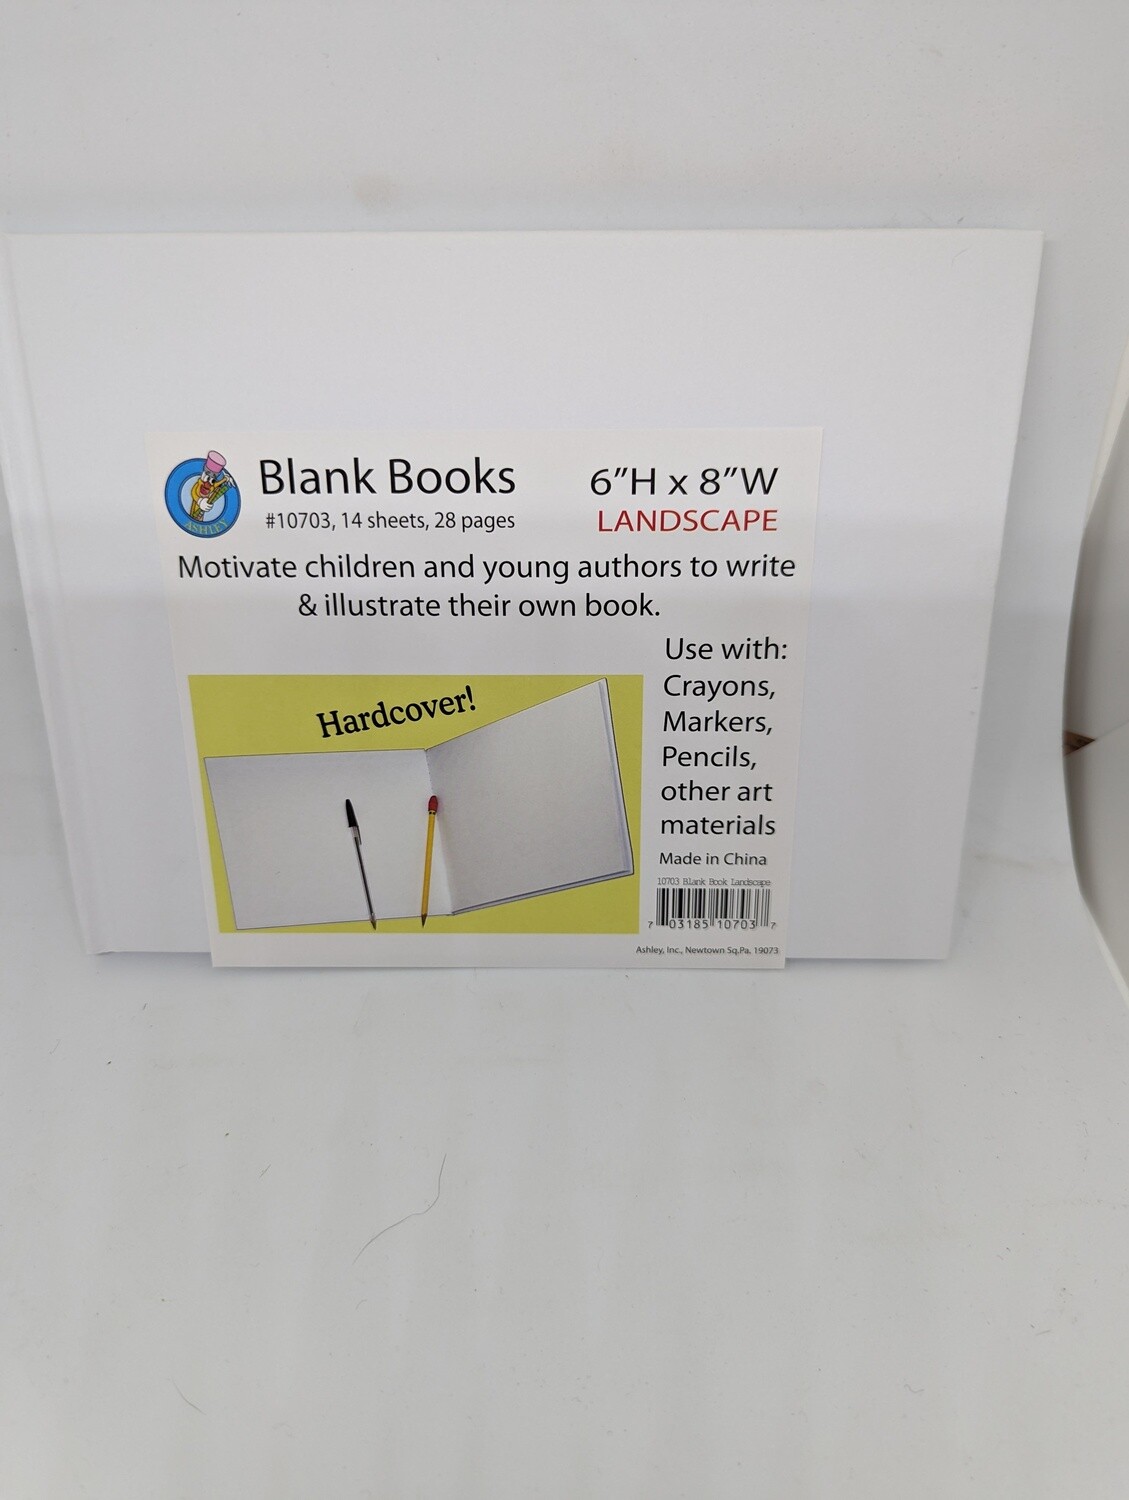 ASHLEY
Blank Books
#10703, 14 sheets, 28 pages
6”H x 8”W
LANDSCAPE
Motivate children and young authors to write
& illustrate their own book.
Hardcover!
Use with:
Crayons,
Markers,
Pencils,
other art
materials
Made in China
10703 Blank Book Landscape
7 03185 10703 7
Ashley, Inc., Newtown Sq,Pa. 19073